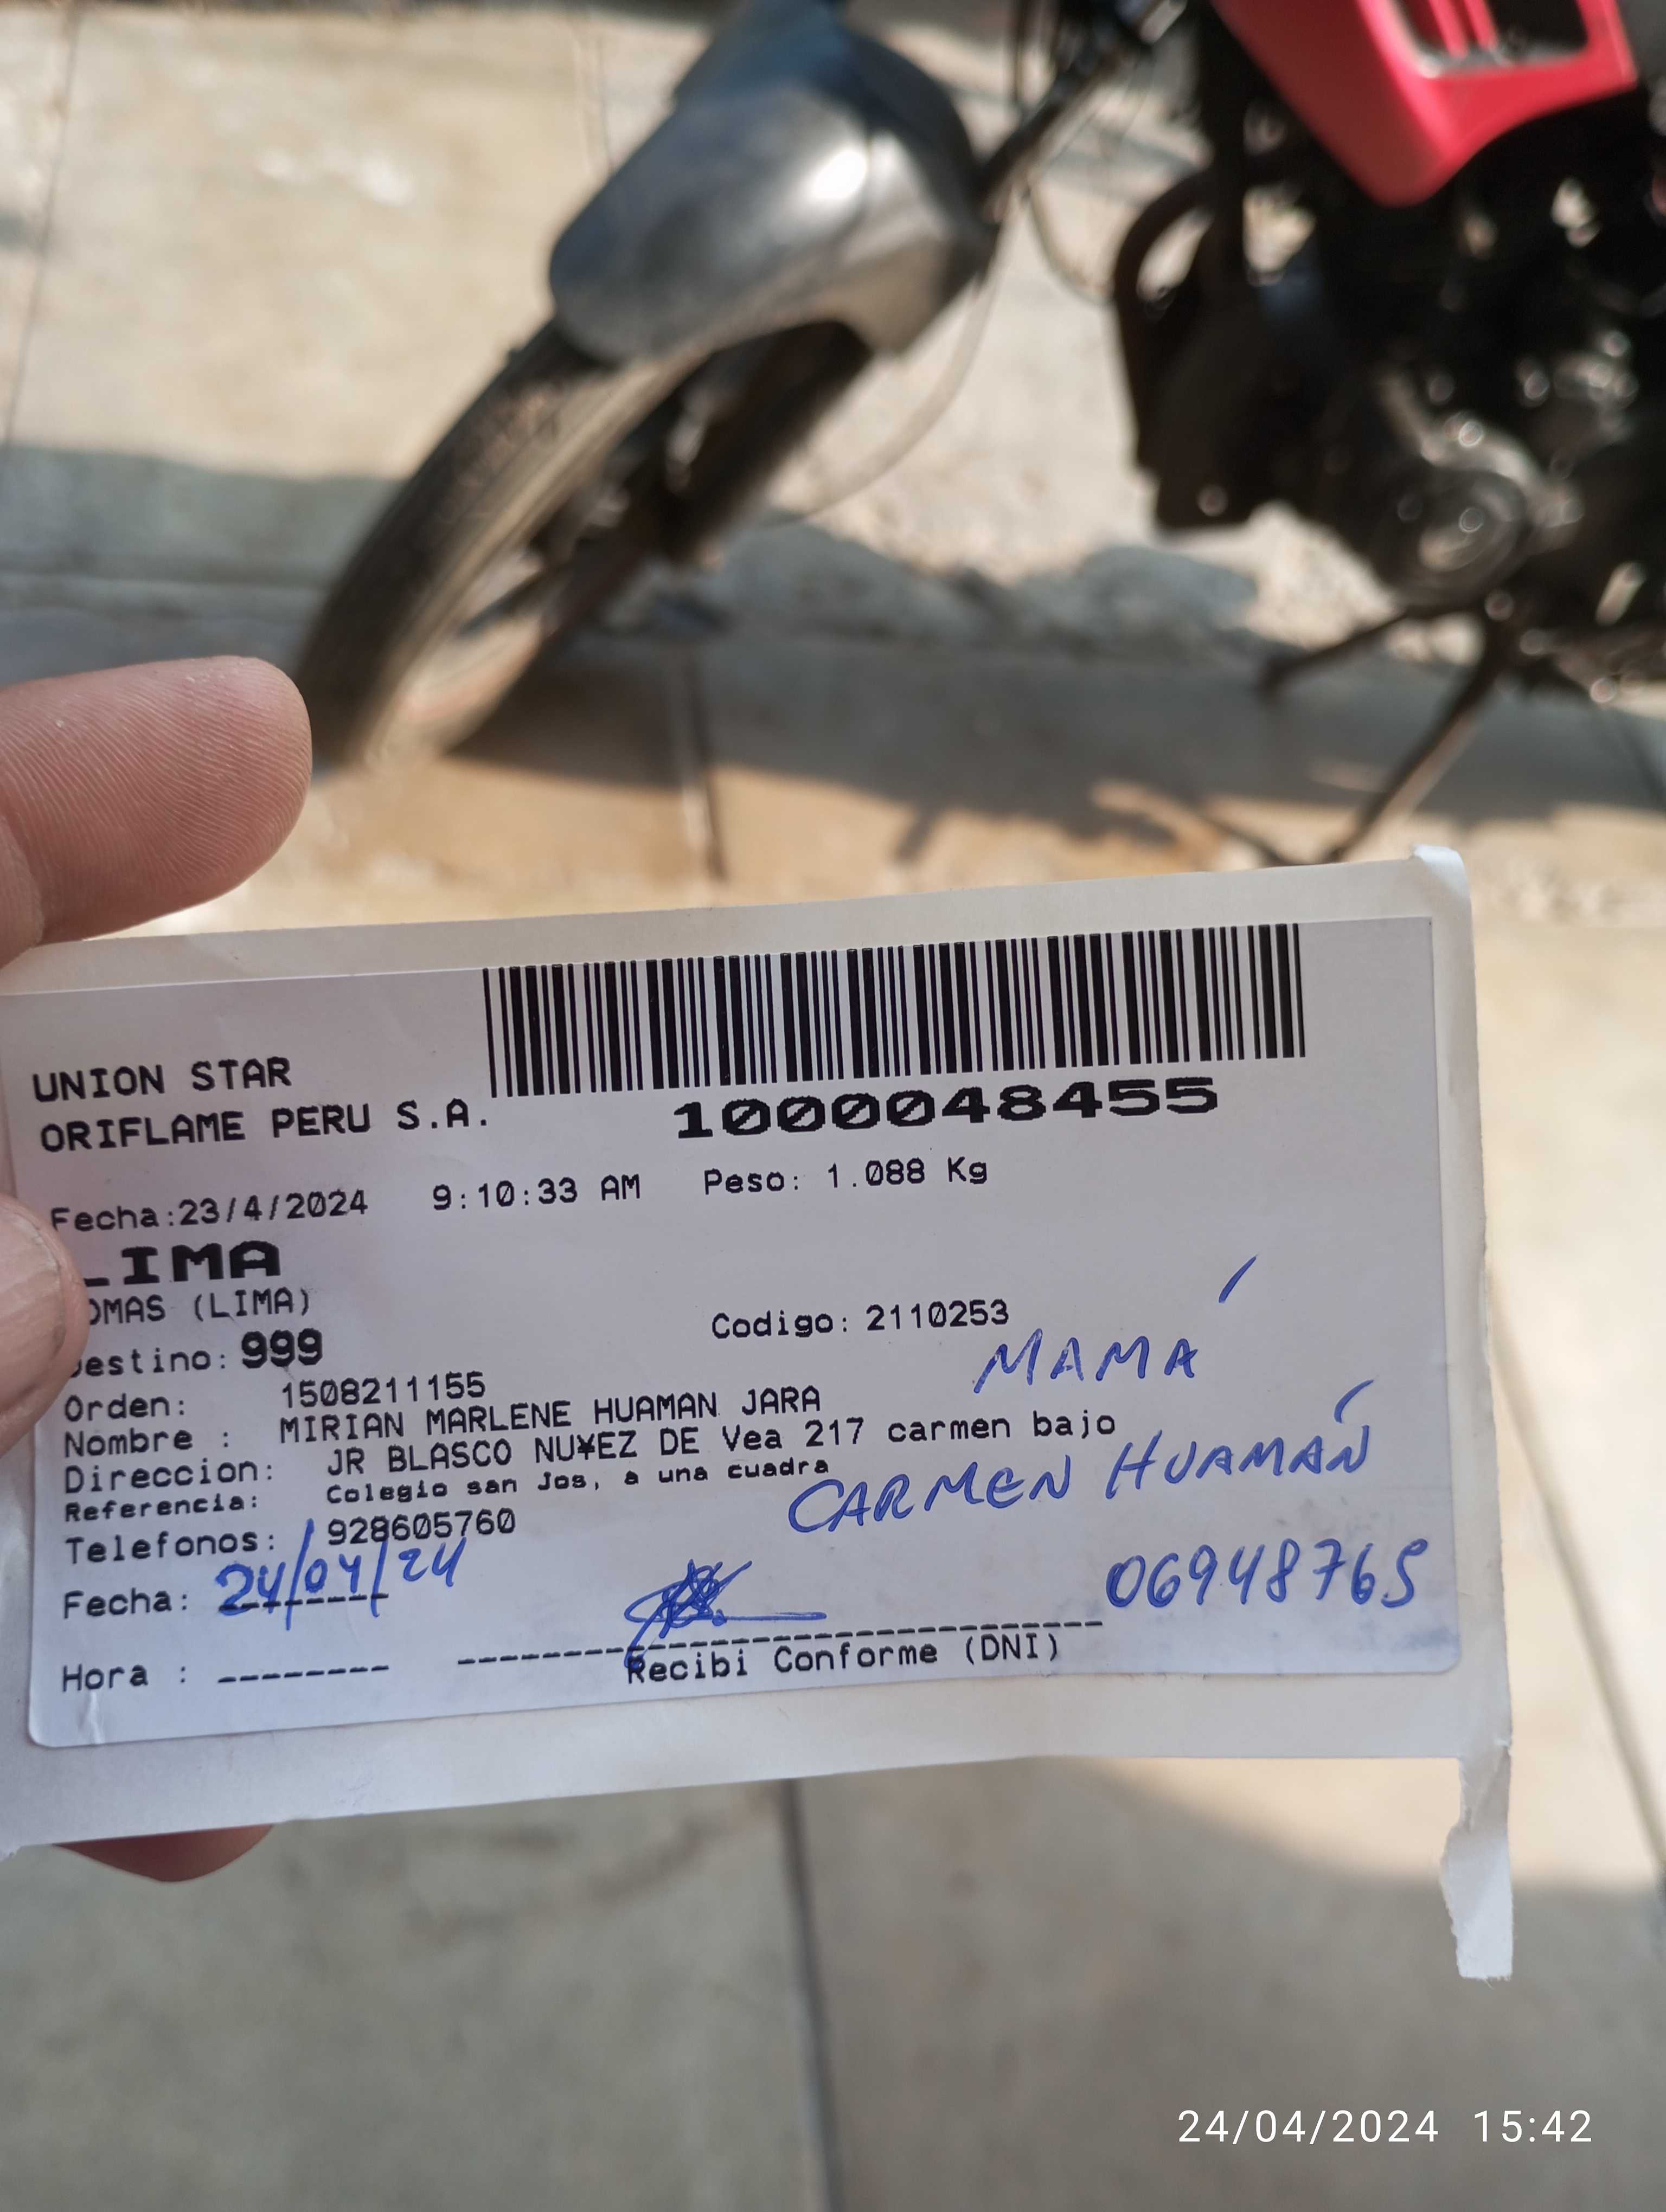 UNION STAR
ORIFLAME PERU S.A.
1000048455
Fecha:23/4/2024 9:10:33 AM Peso: 1.088 Kg
LIMA
OMAS (LIMA)
Destino: 999 Codigo: 2110253
MAMÁ
Orden: 1508211155
Nombre : MIRIAN MARLENE HUAMAN JARA
Direccion: JR BLASCO NU¥EZ DE Vea 217 carmen bajo
Referencia: Colegio san Jos, a una cuadra
CARMEN HUAMÁN
Telefonos: 928605760
Fecha: 24/04/24
06948765
Hora : --------
Recibi Conforme (DNI)
24/04/2024 15:42